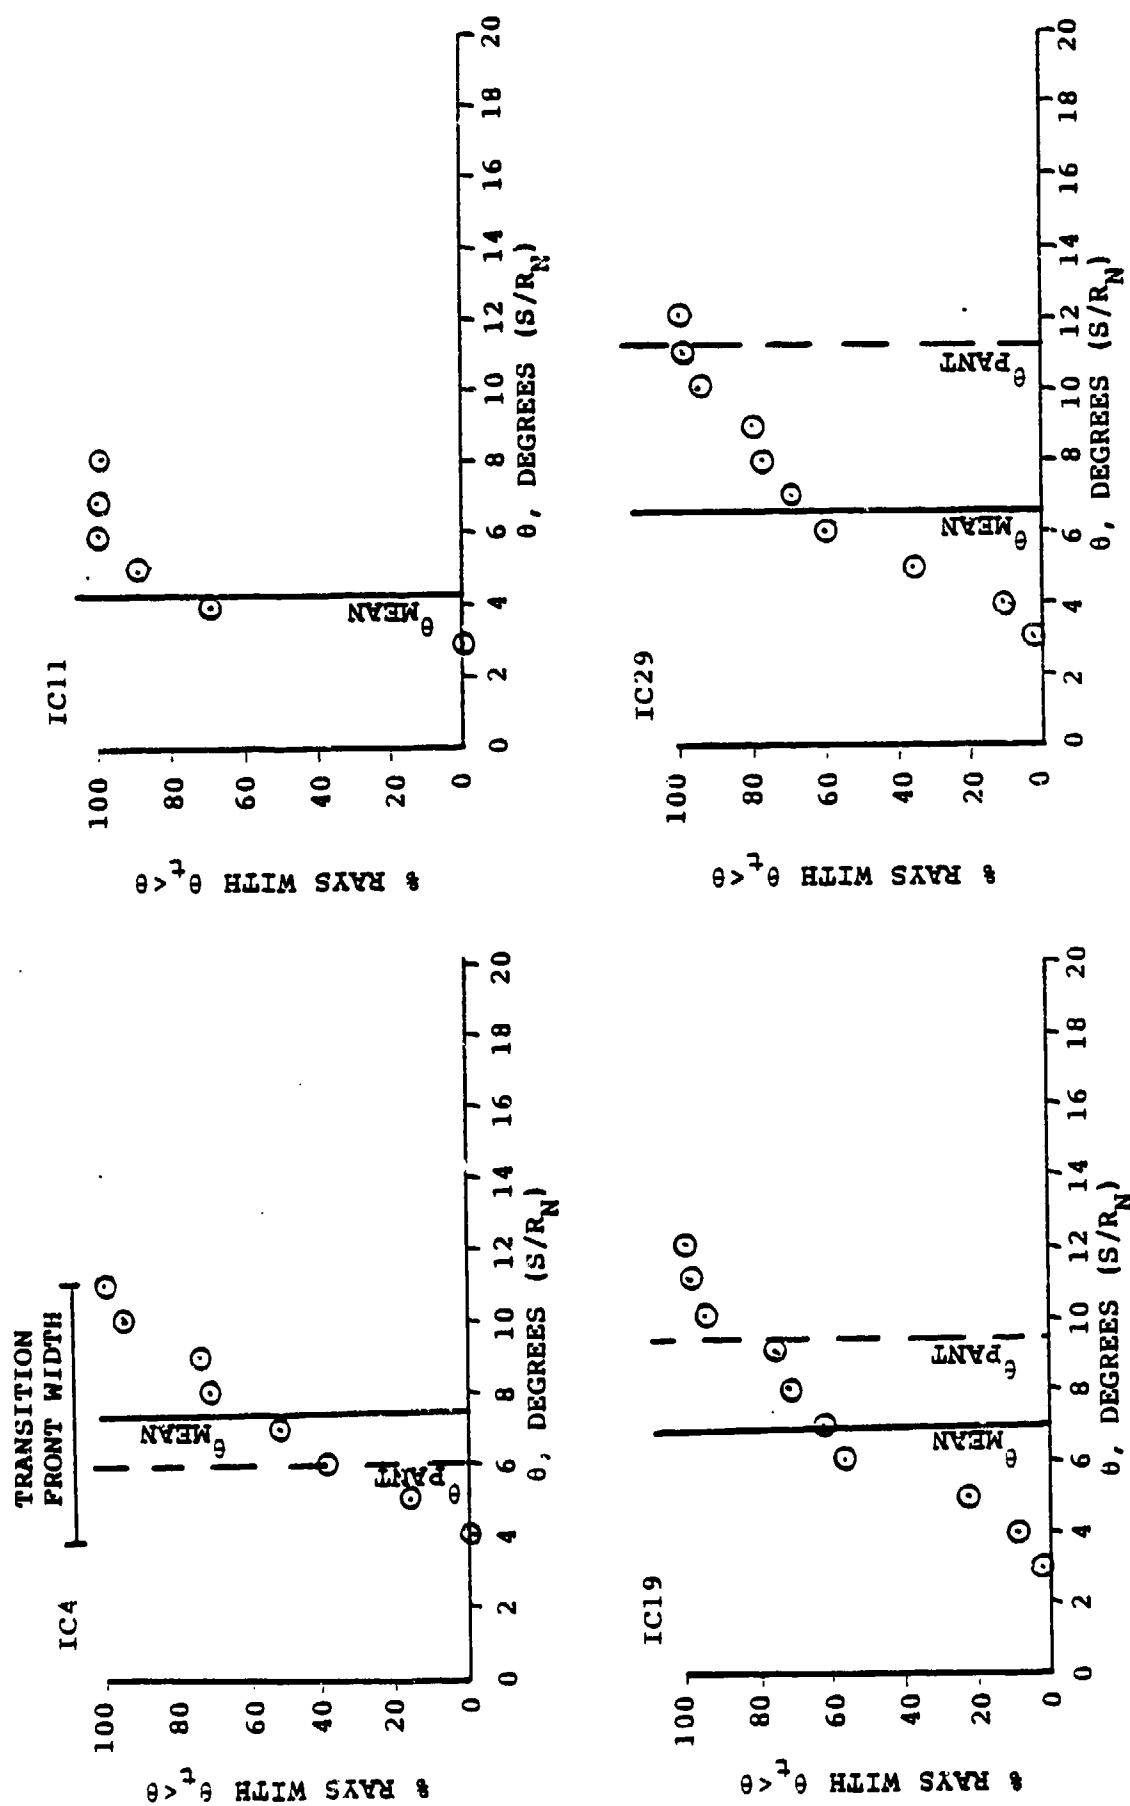 TRANSITION
FRONT WIDTH
IC4
% RAYS WITH θt<θ
100
80
60
40
20
0
θMEAN
θPANT
0 2 4 6 8 10 12 14 16 18 20
θ, DEGREES (S/RN)
IC11
% RAYS WITH θt<θ
100
80
60
40
20
0
θMEAN
0 2 4 6 8 10 12 14 16 18 20
θ, DEGREES (S/RN)
IC19
% RAYS WITH θt<θ
100
80
60
40
20
0
θMEAN
θPANT
0 2 4 6 8 10 12 14 16 18 20
θ, DEGREES (S/RN)
IC29
% RAYS WITH θt<θ
100
80
60
40
20
0
θMEAN
θPANT
0 2 4 6 8 10 12 14 16 18 20
θ, DEGREES (S/RN)